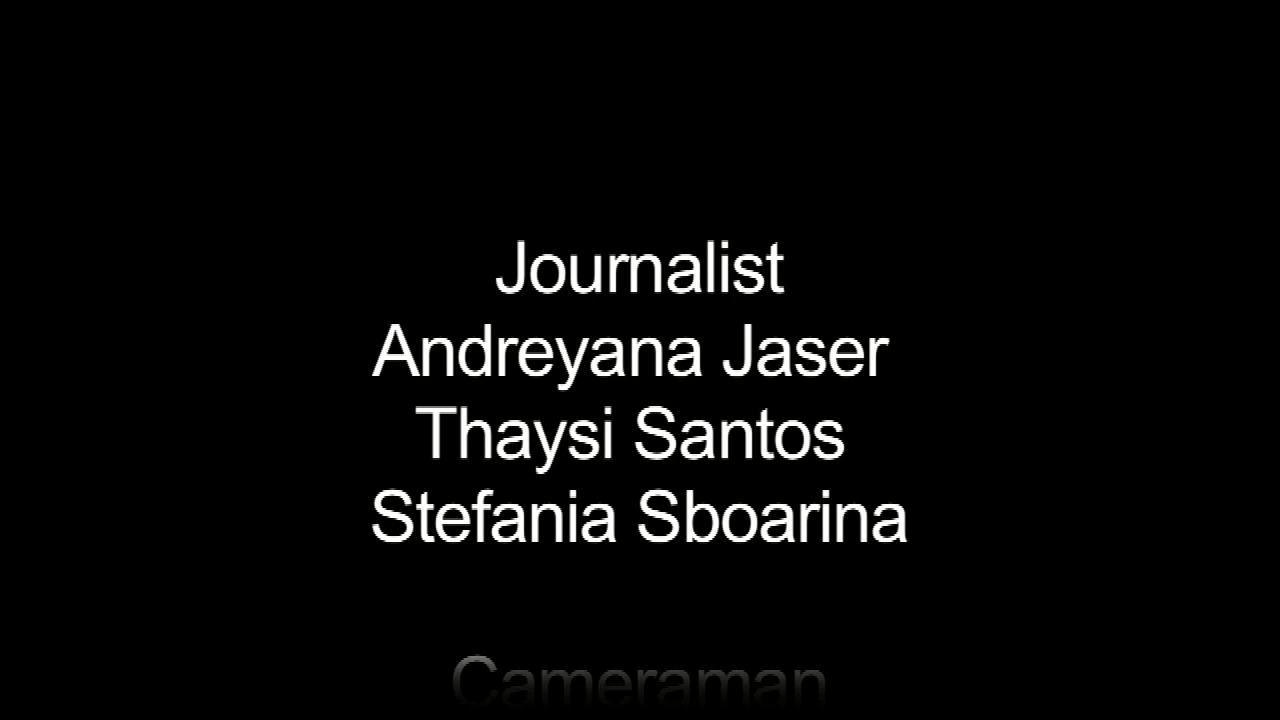 Journalist
Andreyana Jaser
Thaysi Santos
Stefania Sboarina
Cameraman